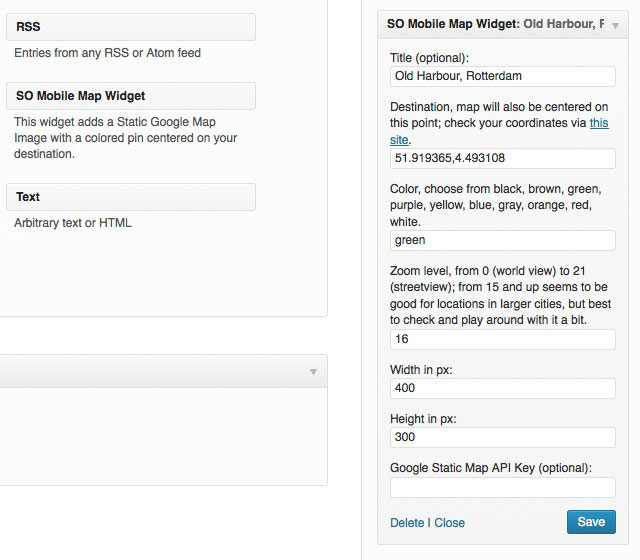 RSS
Entries from any RSS or Atom feed
SO Mobile Map Widget
This widget adds a Static Google Map
Image with a colored pin centered on your
destination.
Text
Arbitrary text or HTML
SO Mobile Map Widget: Old Harbour, F
Title (optional):
Old Harbour, Rotterdam
Destination, map will also be centered on
this point; check your coordinates via this
site.
51.919365,4.493108
Color, choose from black, brown, green,
purple, yellow, blue, gray, orange, red,
white.
green
Zoom level, from 0 (world view) to 21
(streetview); from 15 and up seems to be
good for locations in larger cities, but best
to check and play around with it a bit.
16
Width in px:
400
Height in px:
300
Google Static Map API Key (optional):
Delete | Close
Save